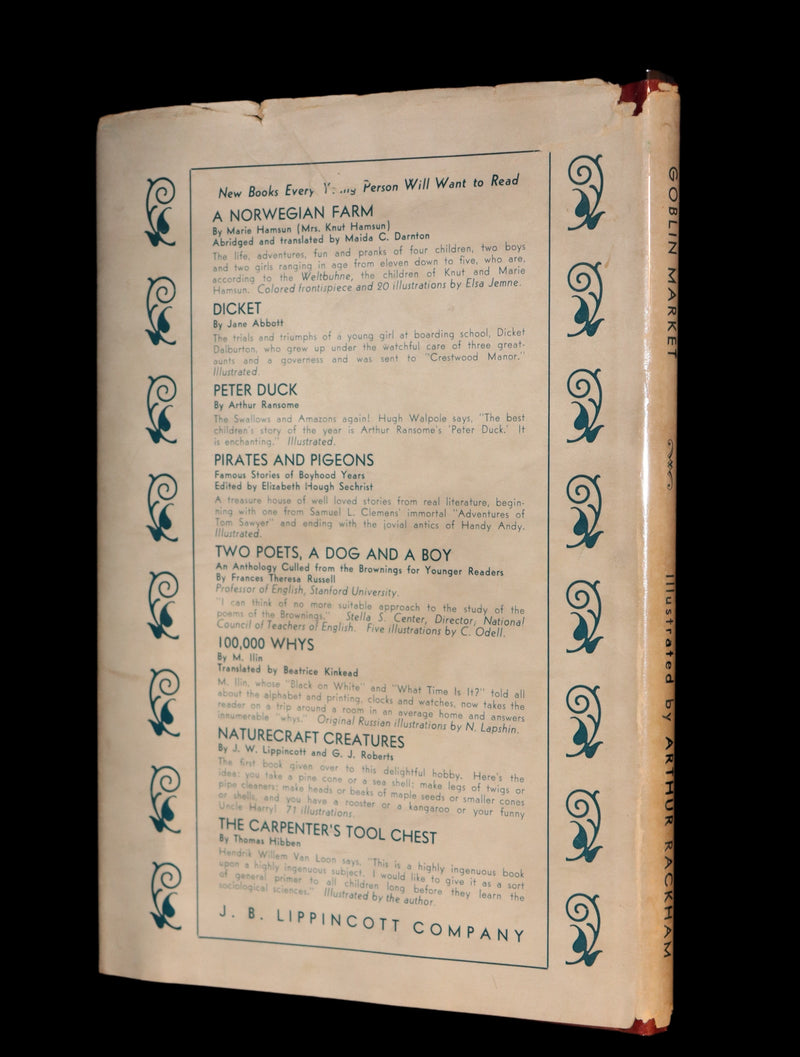 New Books Every Person Will Want to Read
A NORWEGIAN FARM
By Marie Hamsun (Mrs. Knut Hamsun)
Abridged and translated by Maida C. Darnton
The life, adventures, fun and pranks of four children, two boys
and two girls ranging in age from eleven down to five, who are,
according to the Weltbuhne, the children of Knut and Marie
Hamsun. Colored frontispiece and 20 illustrations by Elsa Jemne.
DICKET
By Jane Abbott
The trials and triumphs of a young girl at boarding school, Dicket
Dalburton, who grew up under the watchful care of three great-
aunts and a governess and was sent to "Crestwood Manor."
Illustrated.
PETER DUCK
By Arthur Ransome
The Swallows and Amazons again! Hugh Walpole says, "The best
children's story of the year is Arthur Ransome's 'Peter Duck.' It
is enchanting." Illustrated.
PIRATES AND PIGEONS
Famous Stories of Boyhood Years
Edited by Elizabeth Hough Sechrist
A treasure house of well loved stories from real literature, begin-
ning with one from Samuel L. Clemens' immortal "Adventures of
Tom Sawyer" and ending with the jovial antics of Handy Andy.
Illustrated.
TWO POETS, A DOG AND A BOY
An Anthology Culled from the Brownings for Younger Readers
By Frances Theresa Russell
Professor of English, Stanford University.
"I can think of no more suitable approach to the study of the
poems of the Brownings." Stella S. Center, Director, National
Council of Teachers of English. Five illustrations by C. Odell.
100,000 WHYS
By M. Ilin
Translated by Beatrice Kinkead
M. Ilin, whose "Black on White" and "What Time Is It?" told all
about the alphabet and printing, clocks and watches, now takes the
reader on a trip around a room in an average home and answers
innumerable "whys." Original Russian illustrations by N. Lapshin.
NATURECRAFT CREATURES
By J. W. Lippincott and G. J. Roberts
The first book given over to this delightful hobby. Here's the
idea: you take a pine cone or a sea shell; make legs of twigs or
pipe cleaners; make heads or beaks of maple seeds or smaller cones
or shells, and you have a rooster or a kangaroo or your funny
Uncle Harry! 71 illustrations.
THE CARPENTER'S TOOL CHEST
By Thomas Hibben
Hendrik Willem Van Loon says, "This is a highly ingenuous book
upon a highly ingenuous subject. I would like to give it as a sort
of general primer to all children long before they learn the
sociological sciences." Illustrated by the author.
J. B. LIPPINCOTT COMPANY
GOBLIN MARKET
Illustrated by ARTHUR RACKHAM